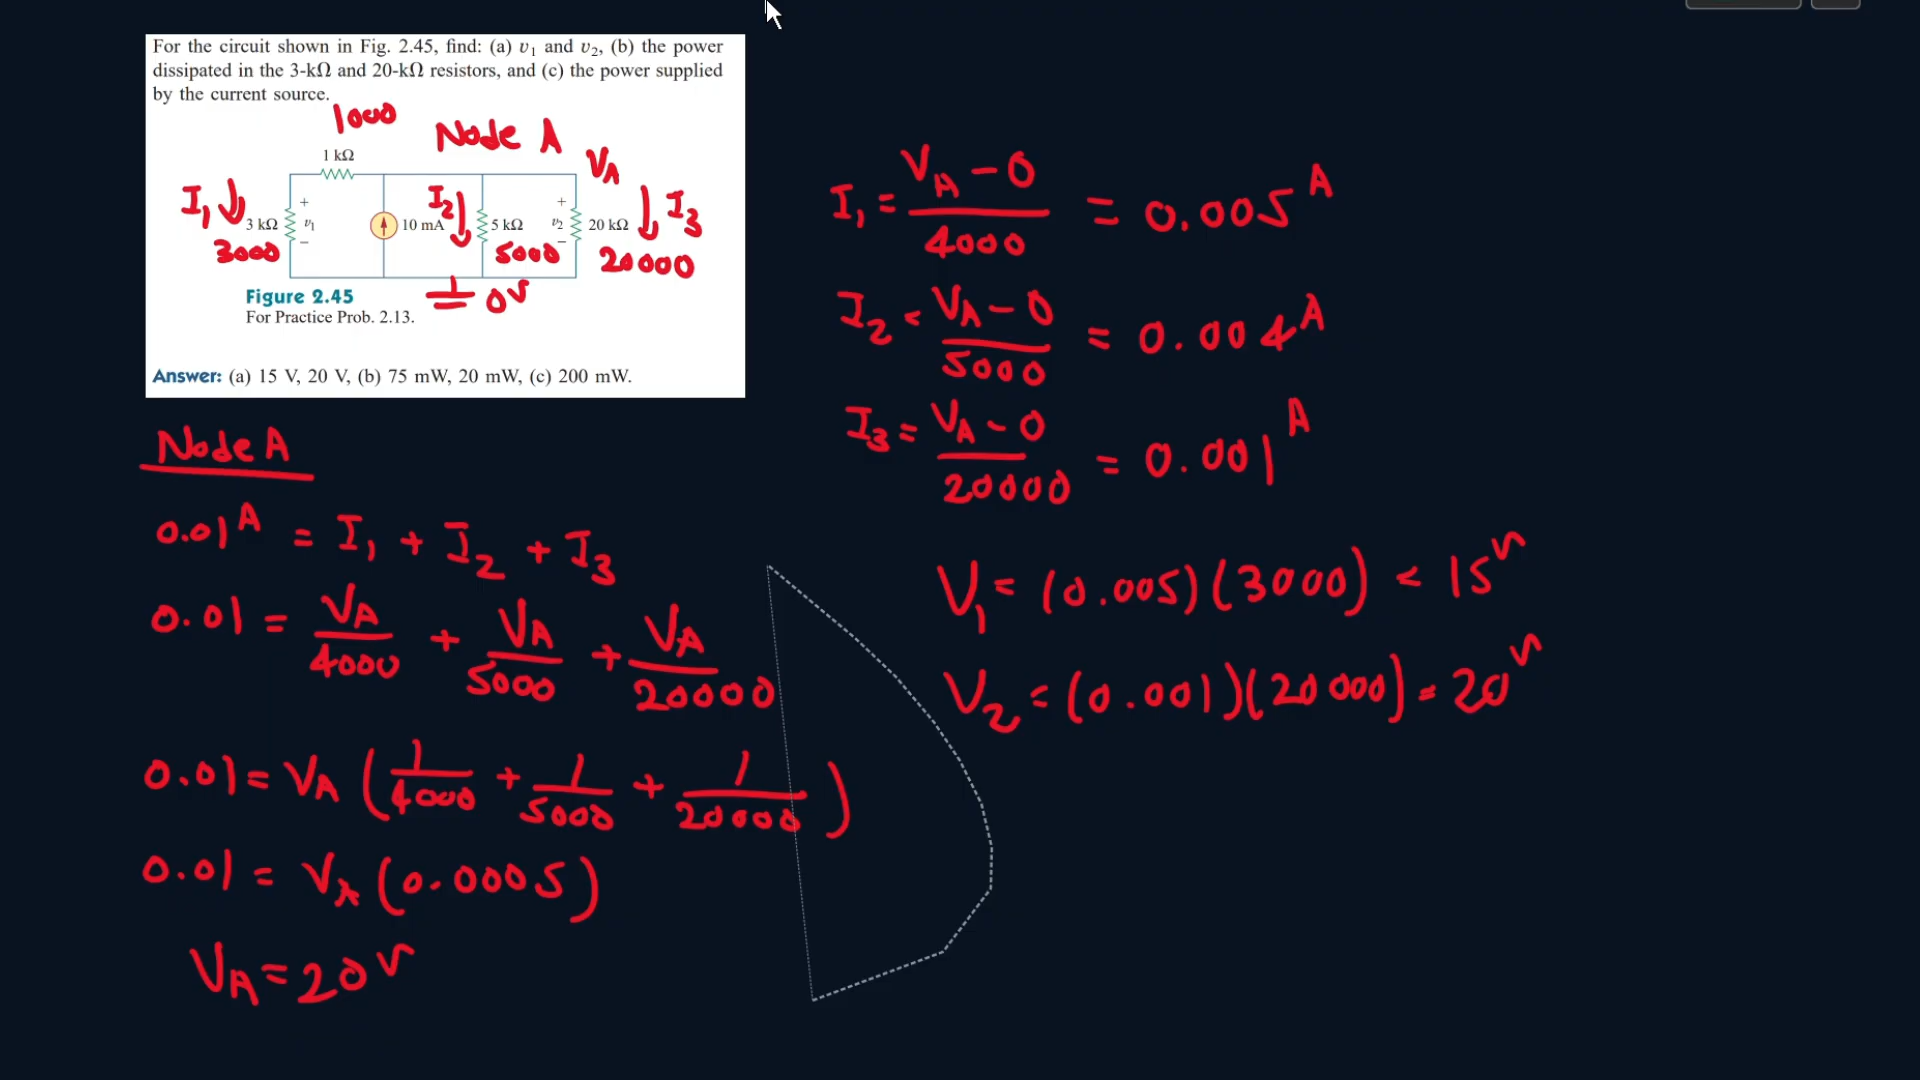 For the circuit shown in Fig. 2.45, find: (a) v₁ and v₂, (b) the power
dissipated in the 3-kΩ and 20-kΩ resistors, and (c) the power supplied
by the current source.
1000
Node A
1 kΩ
VA
I₁
3 kΩ
3000
+
v₁
−
10 mA
I₂
5 kΩ
5000
+
v₂
−
20 kΩ
20000
I₃
0V
Figure 2.45
For Practice Prob. 2.13.
Answer: (a) 15 V, 20 V, (b) 75 mW, 20 mW, (c) 200 mW.
Node A
0.01 A = I₁ + I₂ + I₃
0.01 = VA/4000 + VA/5000 + VA/20000
0.01 = VA (1/4000 + 1/5000 + 1/20000)
0.01 = VA (0.0005)
VA = 20 V
I₁ = (VA − 0)/4000 = 0.005 A
I₂ = (VA − 0)/5000 = 0.004 A
I₃ = (VA − 0)/20000 = 0.001 A
V₁ = (0.005)(3000) = 15 V
V₂ = (0.001)(20000) = 20 V